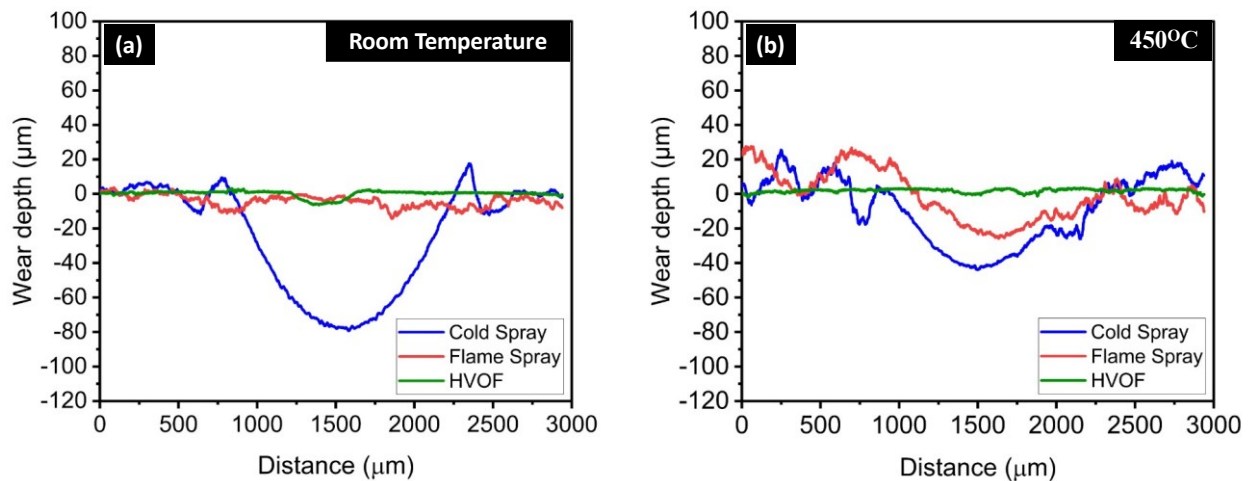 (a)
Room Temperature
Wear depth (µm)
100
80
60
40
20
0
-20
-40
-60
-80
-100
-120
Cold Spray
Flame Spray
HVOF
0 500 1000 1500 2000 2500 3000
Distance (µm)
(b)
450⁰C
Wear depth (µm)
100
80
60
40
20
0
-20
-40
-60
-80
-100
-120
Cold Spray
Flame Spray
HVOF
0 500 1000 1500 2000 2500 3000
Distance (µm)